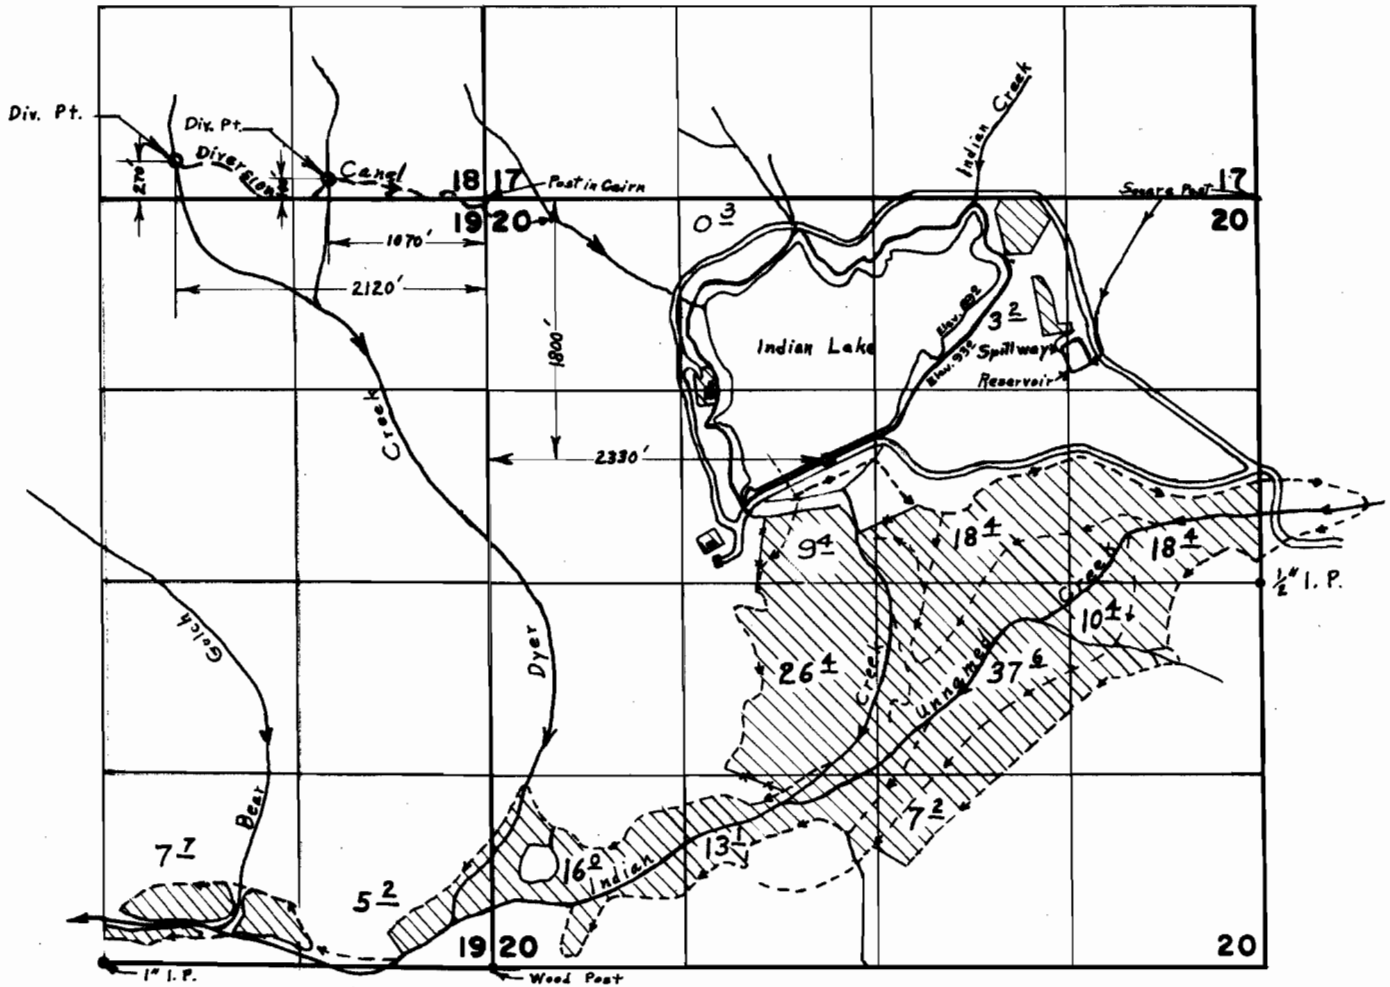 Indian Creek
Div. Pt.
Div. Pt.
Diversion
Canal
270'
18 17
Post in Cairn
Square Post
17
19 20
20
0 3
1070'
2120'
1800'
Indian Lake
Elev. 932
3 2
Spillway
Reservoir
Creek
2330'
9 4
18 4
18 4
1/2" I.P.
Creek
10 4
Gulch
Dyer
26 4
Creek
Unnamed
37 6
Bear
7 2
7 7
16 0
Indian
13 1
5 2
19 20
20
1" I.P.
Wood Post